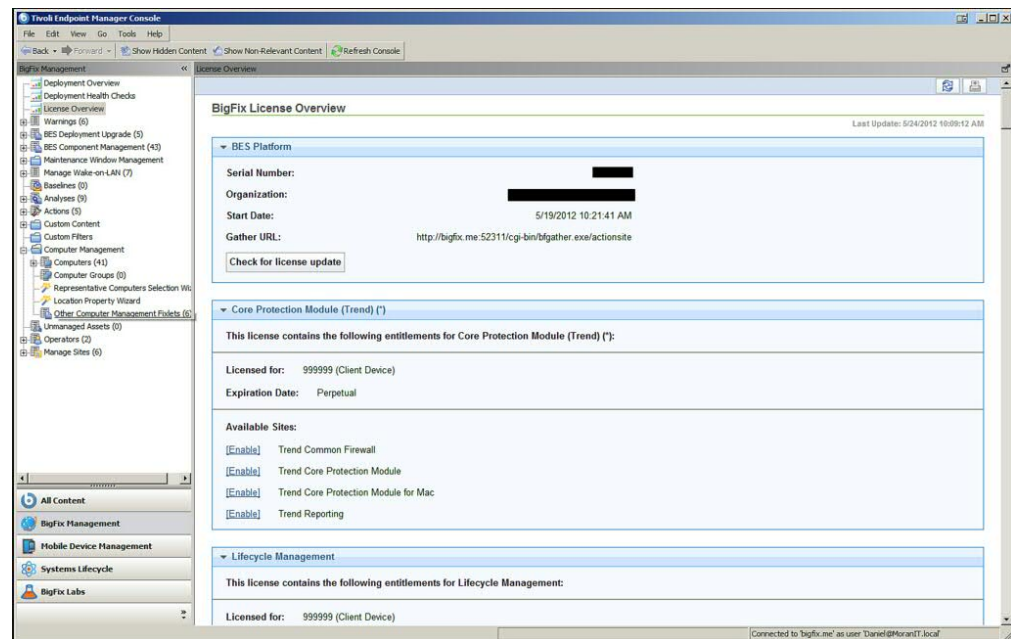 Tivoli Endpoint Manager Console
File Edit View Go Tools Help
Back Forward Show Hidden Content Show Non-Relevant Content Refresh Console
BigFix Management
License Overview
Deployment Overview
Deployment Health Checks
License Overview
Warnings (6)
BES Deployment Upgrade (5)
BES Component Management (43)
Maintenance Window Management
Manage Wake-on-LAN (7)
Baselines (0)
Analyses (9)
Actions (5)
Custom Content
Custom Filters
Computer Management
Computers (41)
Computer Groups (0)
Representative Computers Selection Wi
Location Property Wizard
Other Computer Management Fixlets (6)
Unmanaged Assets (0)
Operators (2)
Manage Sites (6)
All Content
BigFix Management
Mobile Device Management
Systems Lifecycle
BigFix Labs
BigFix License Overview
Last Update: 5/24/2012 10:09:12 AM
BES Platform
Serial Number:
Organization:
Start Date: 5/19/2012 10:21:41 AM
Gather URL: http://bigfix.me:52311/cgi-bin/bfgather.exe/actionsite
Check for license update
Core Protection Module (Trend) (*)
This license contains the following entitlements for Core Protection Module (Trend) (*):
Licensed for: 999999 (Client Device)
Expiration Date: Perpetual
Available Sites:
[Enable] Trend Common Firewall
[Enable] Trend Core Protection Module
[Enable] Trend Core Protection Module for Mac
[Enable] Trend Reporting
Lifecycle Management
This license contains the following entitlements for Lifecycle Management:
Licensed for: 999999 (Client Device)
Connected to 'bigfix.me' as user 'Daniel@MoranIT.local'